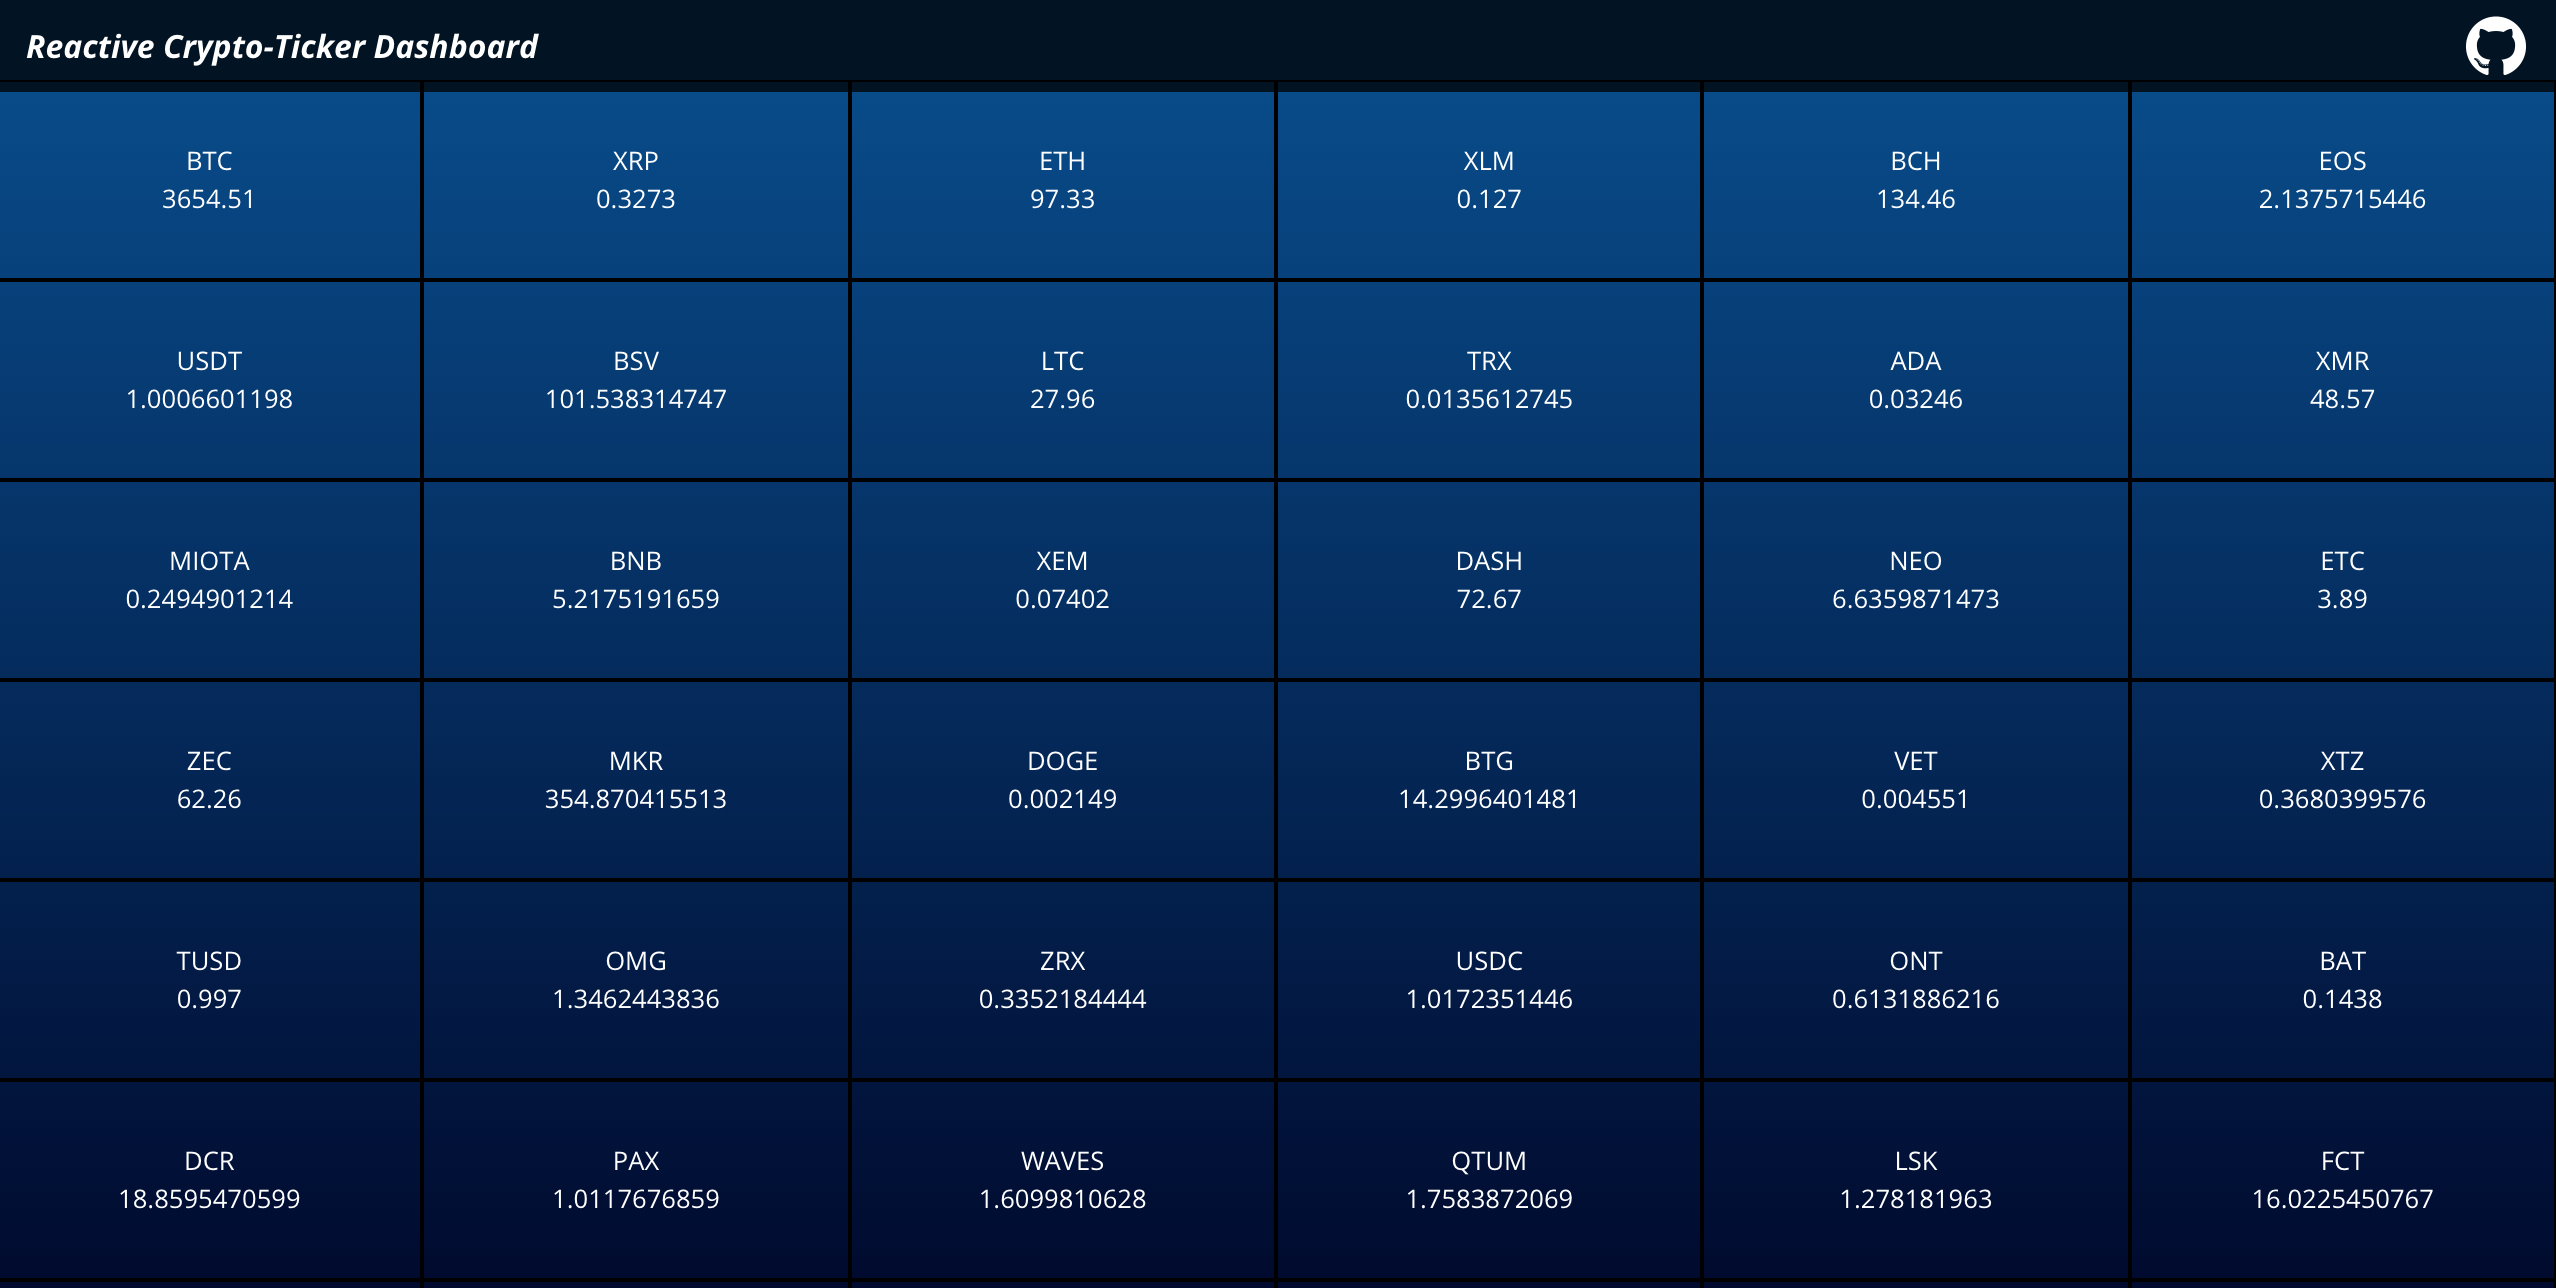 Reactive Crypto-Ticker Dashboard
BTC
3654.51
XRP
0.3273
ETH
97.33
XLM
0.127
BCH
134.46
EOS
2.1375715446
USDT
1.0006601198
BSV
101.538314747
LTC
27.96
TRX
0.0135612745
ADA
0.03246
XMR
48.57
MIOTA
0.2494901214
BNB
5.2175191659
XEM
0.07402
DASH
72.67
NEO
6.6359871473
ETC
3.89
ZEC
62.26
MKR
354.870415513
DOGE
0.002149
BTG
14.2996401481
VET
0.004551
XTZ
0.3680399576
TUSD
0.997
OMG
1.3462443836
ZRX
0.3352184444
USDC
1.0172351446
ONT
0.6131886216
BAT
0.1438
DCR
18.8595470599
PAX
1.0117676859
WAVES
1.6099810628
QTUM
1.7583872069
LSK
1.278181963
FCT
16.0225450767